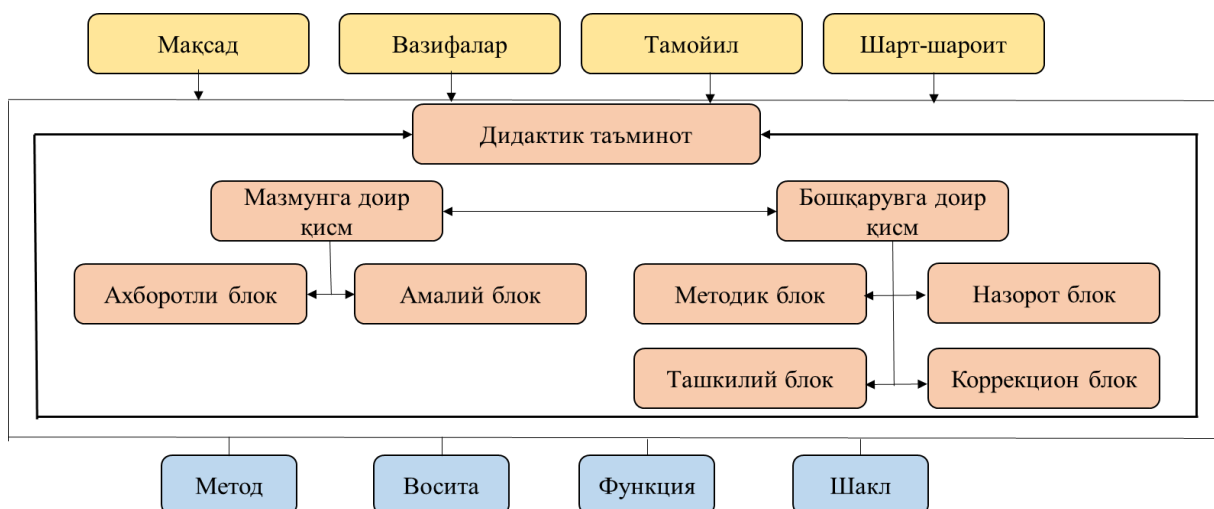 Мақсад
Вазифалар
Тамойил
Шарт-шароит
Дидактик таъминот
Мазмунга доир
қисм
Бошқарувга доир
қисм
Ахборотли блок
Амалий блок
Методик блок
Назорот блок
Ташкилий блок
Коррекцион блок
Метод
Восита
Функция
Шакл